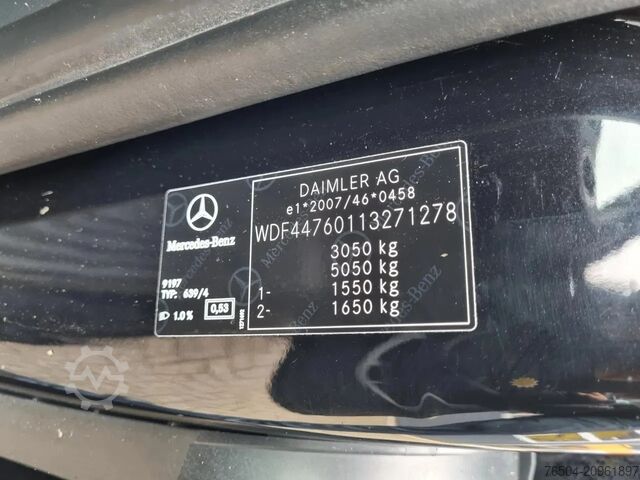 DAIMLER AG
e1*2007/46*0458
WDF44760113271278
3050 kg
5050 kg
1- 1550 kg
2- 1650 kg
Mercedes-Benz
9197
TYP: 639/4
1.0 % 0,53
76504-20961897